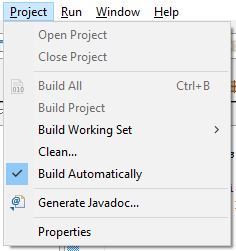 Project Run Window Help
Open Project
Close Project
Build All Ctrl+B
Build Project
Build Working Set
Clean...
Build Automatically
Generate Javadoc...
Properties